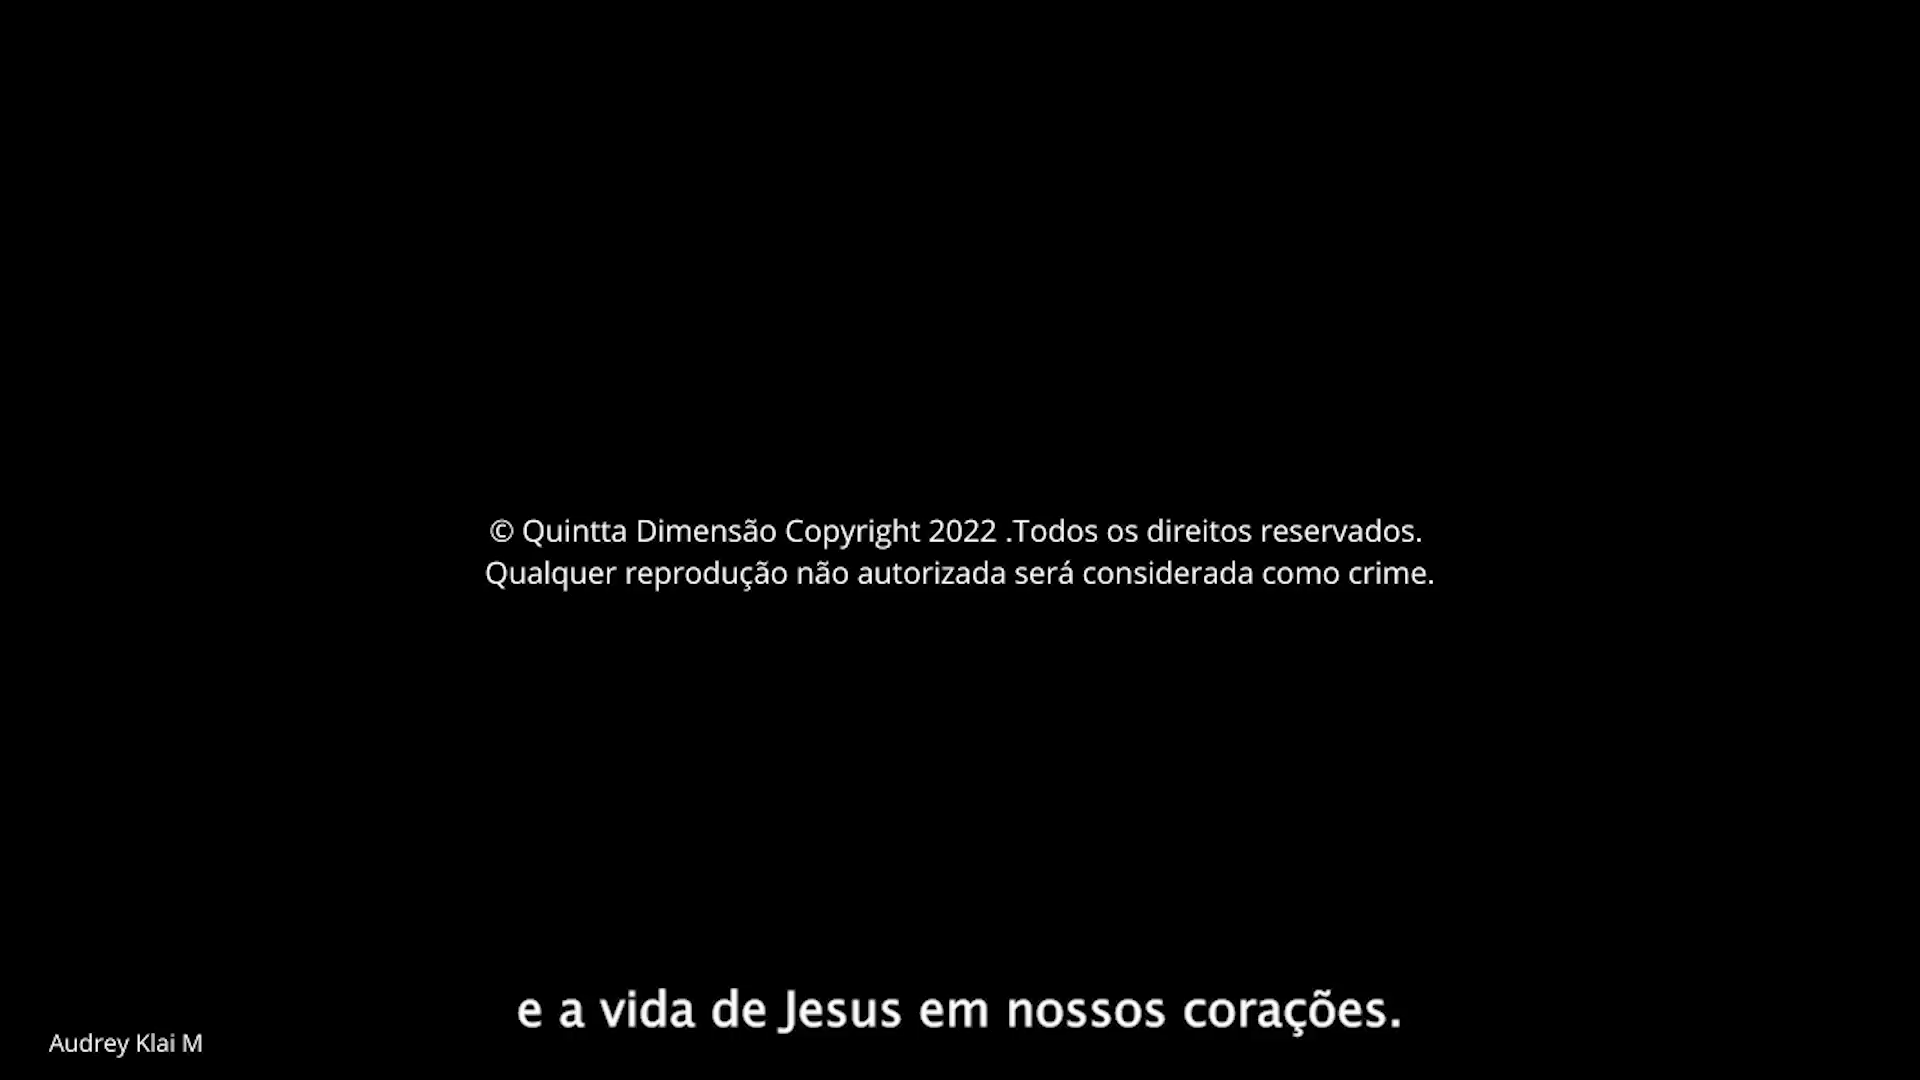 © Quintta Dimensão Copyright 2022 .Todos os direitos reservados.
Qualquer reprodução não autorizada será considerada como crime.
e a vida de Jesus em nossos corações.
Audrey Klai M